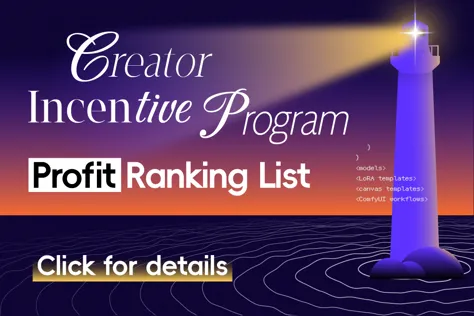 Creator
Incentive Program
Profit Ranking List
}
}
<models>
<LoRA templates>
<canvas templates>
<ComfyUI workflows>
Click for details